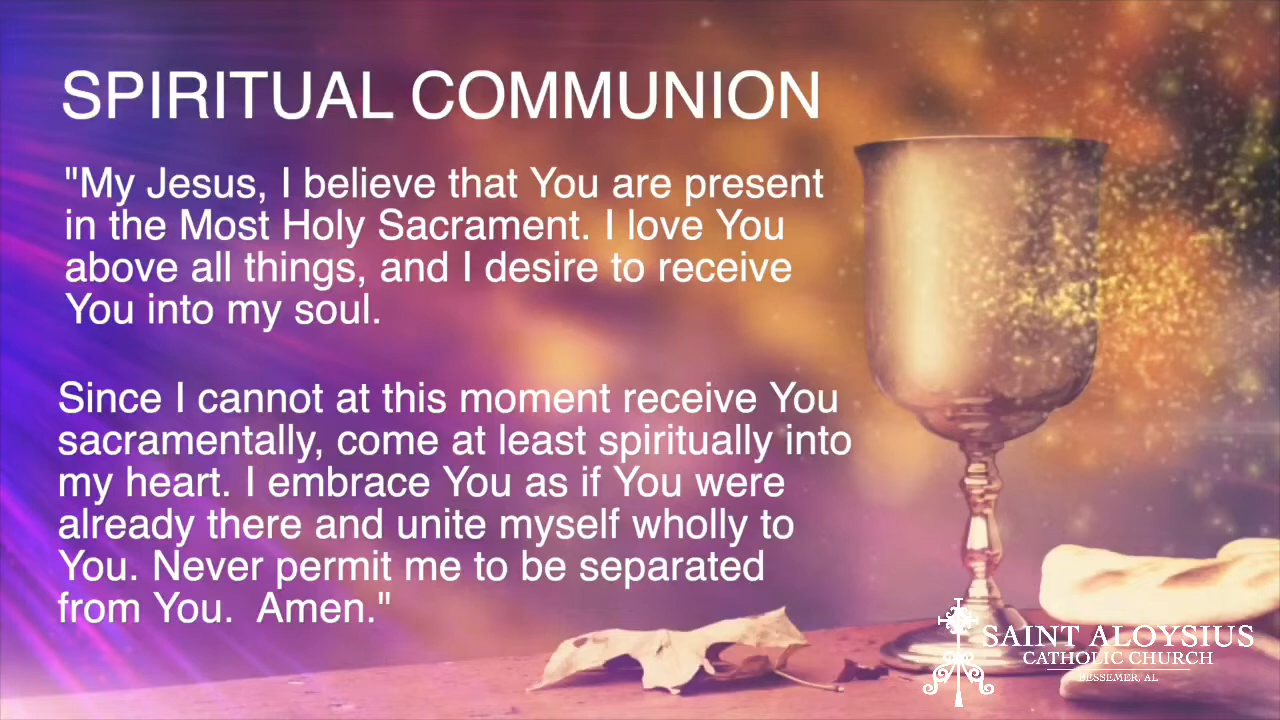 SPIRITUAL COMMUNION
"My Jesus, I believe that You are present
in the Most Holy Sacrament. I love You
above all things, and I desire to receive
You into my soul.
Since I cannot at this moment receive You
sacramentally, come at least spiritually into
my heart. I embrace You as if You were
already there and unite myself wholly to
You. Never permit me to be separated
from You.  Amen."
SAINT ALOYSIUS
CATHOLIC CHURCH
BESSEMER, AL